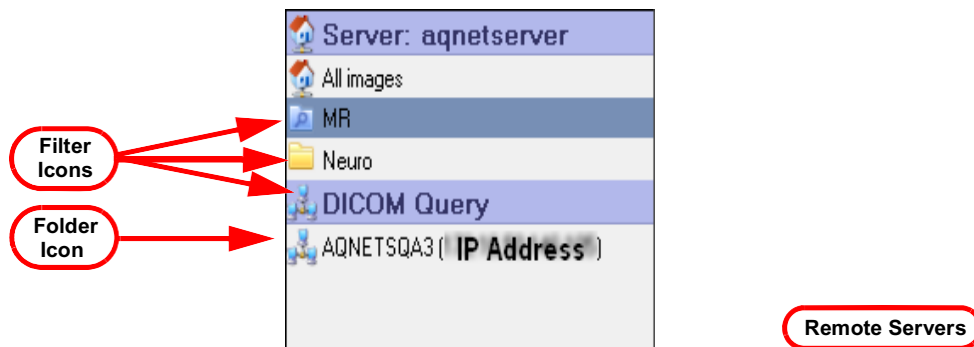 Server: aqnetserver
All images
MR
Filter
Icons
Neuro
DICOM Query
Folder
Icon
AQNETSQA3 ( IP Address )
Remote Servers